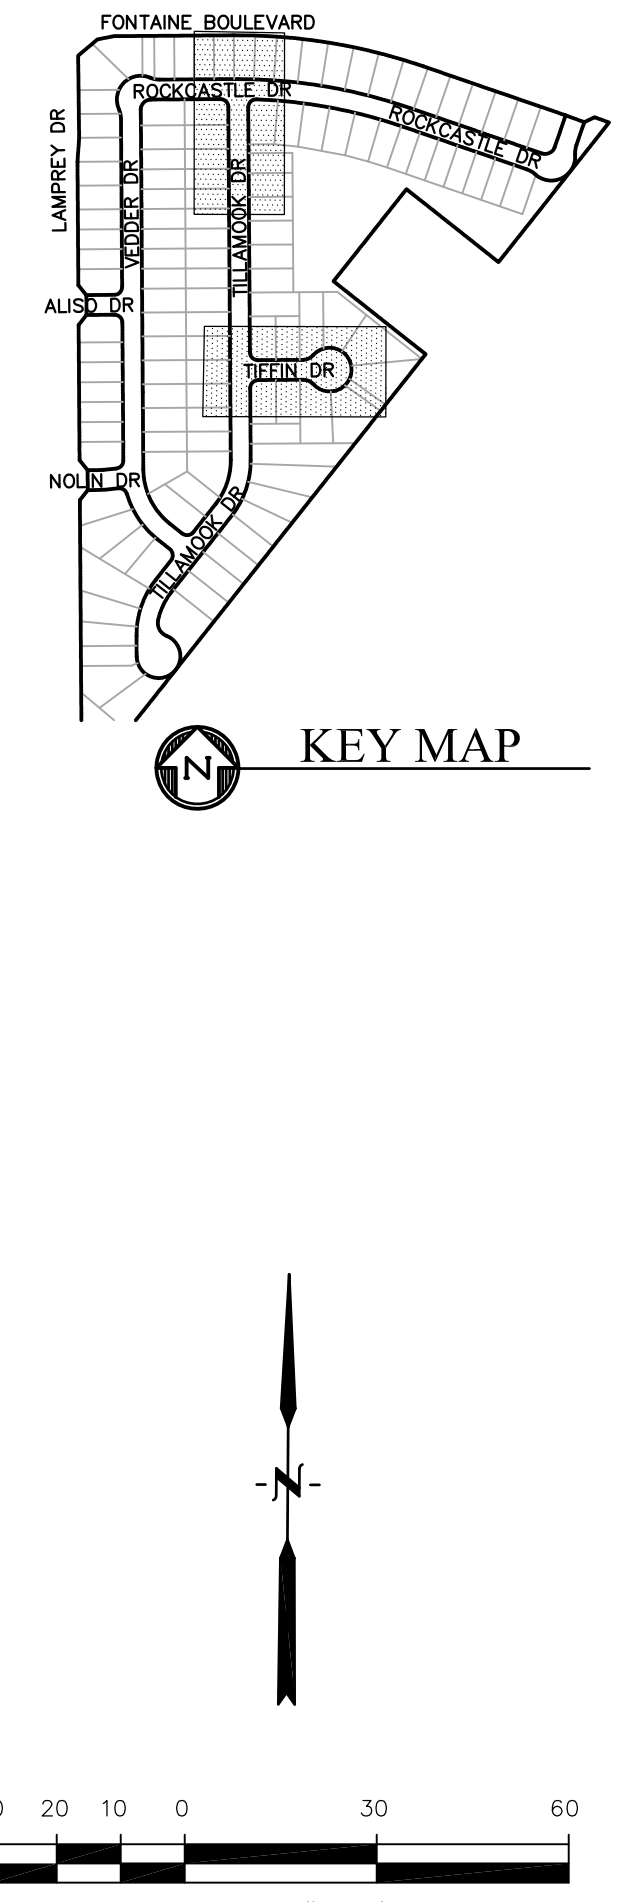 FONTAINE BOULEVARD
ROCKCASTLE DR
ROCKCASTLE DR
LAMPREY DR
VEDDER DR
TILLAMOOK DR
ALISO DR
TIFFIN DR
NOLIN DR
TILLAMOOK DR
N
KEY MAP
N
20 10 0 30 60